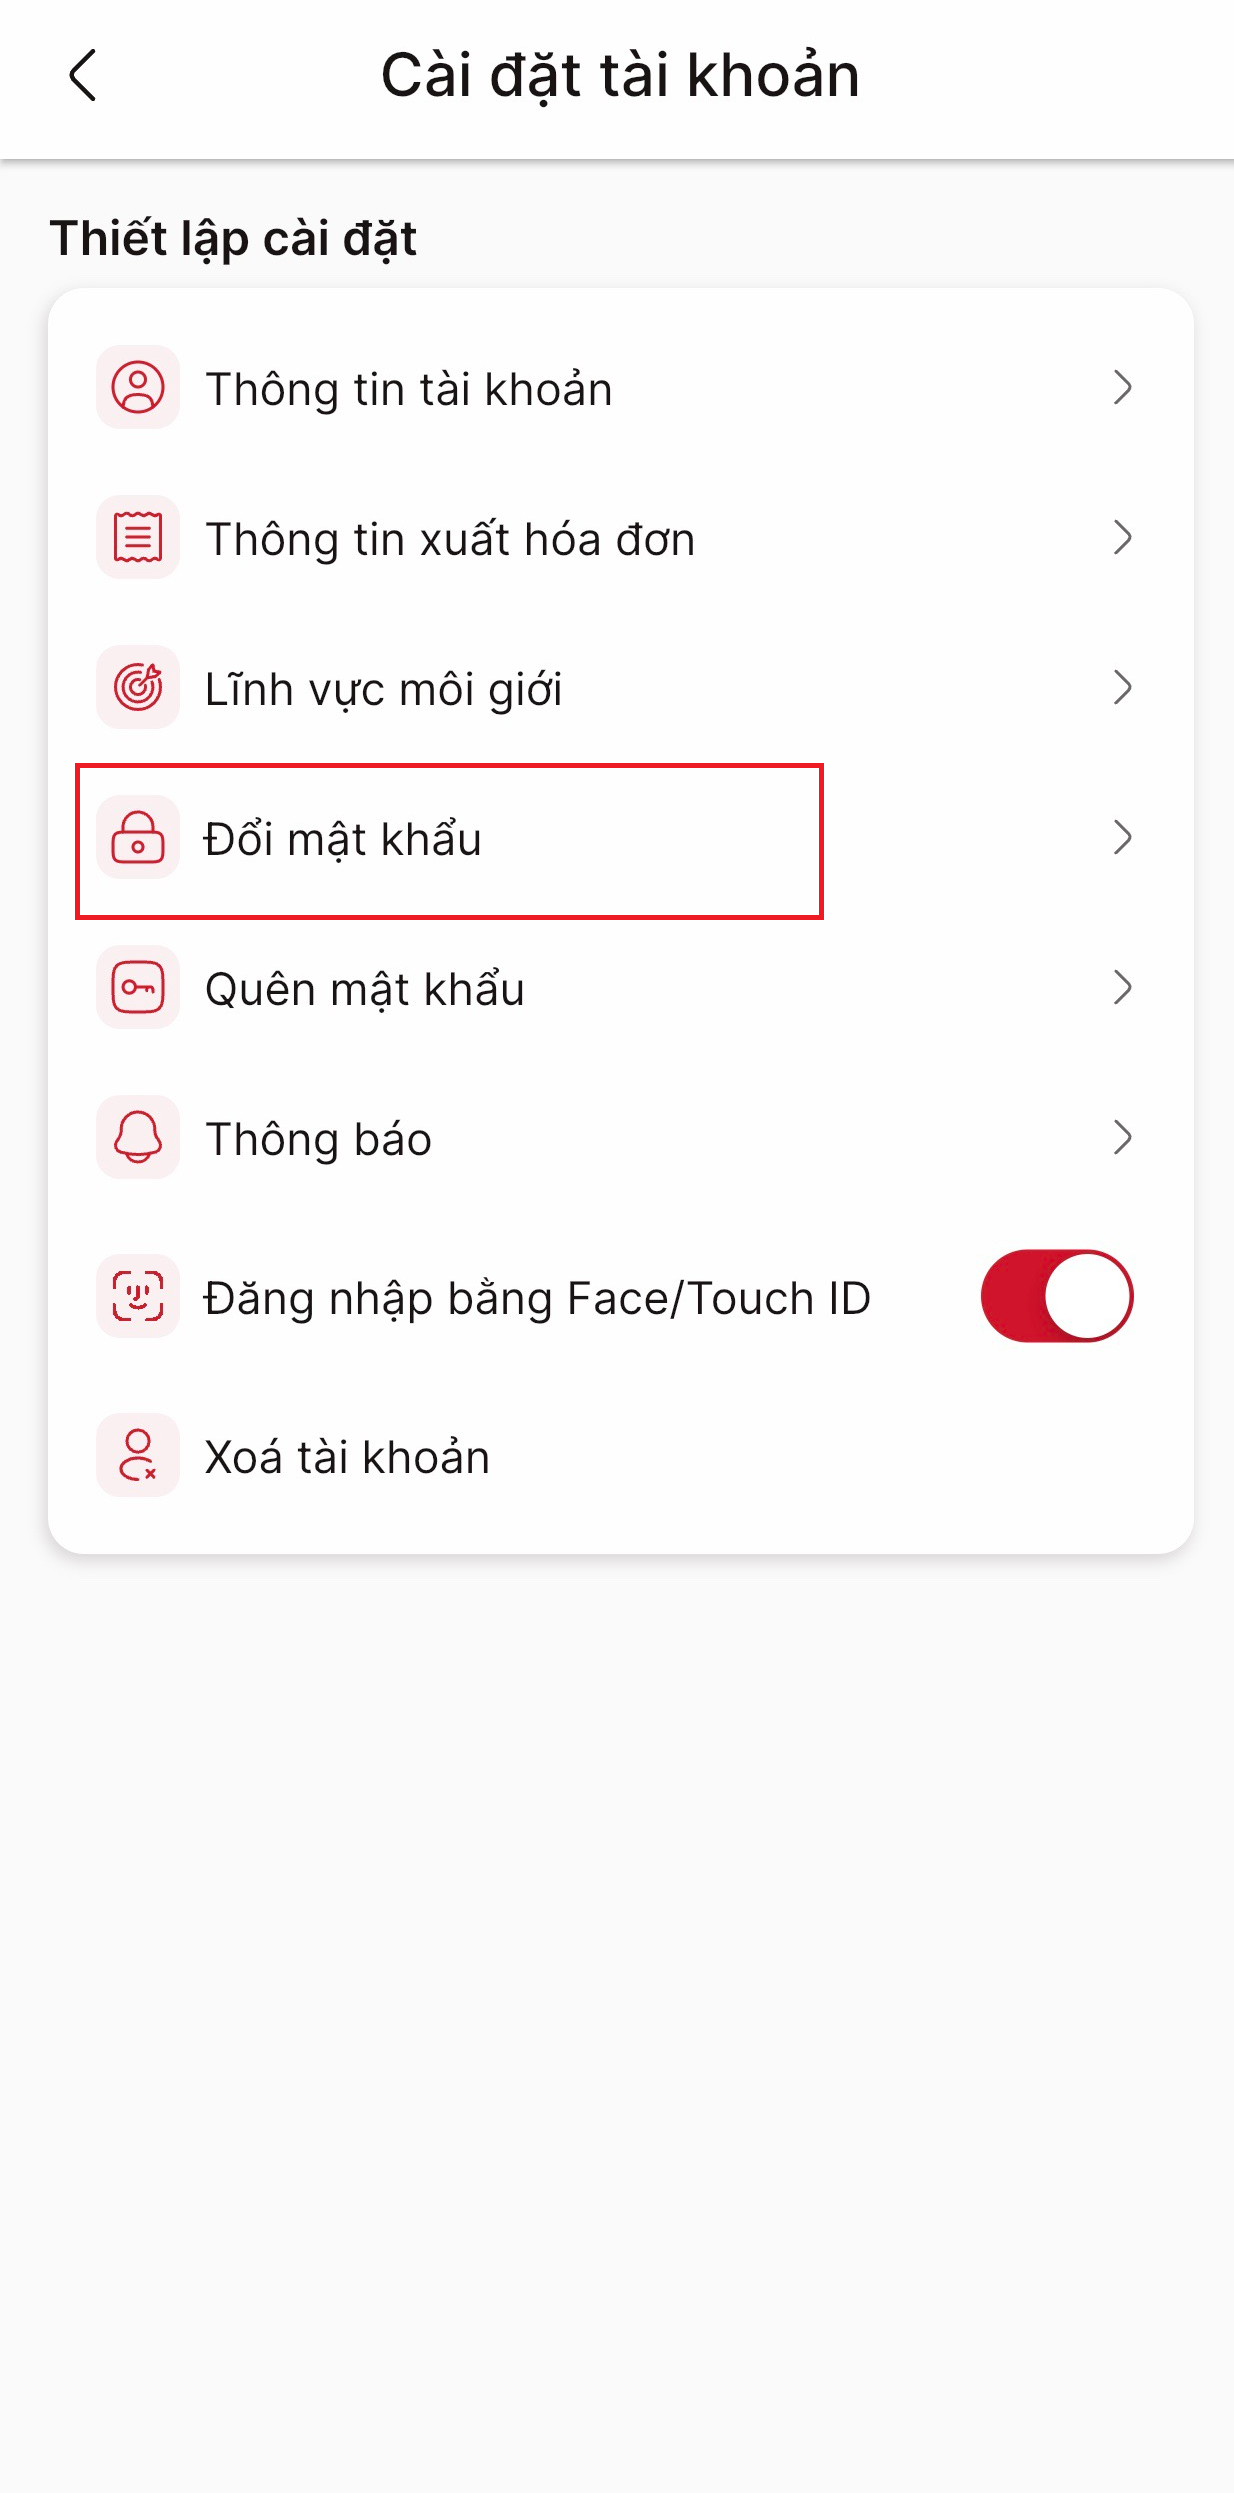 Cài đặt tài khoản
Thiết lập cài đặt
Thông tin tài khoản
Thông tin xuất hóa đơn
Lĩnh vực môi giới
Đổi mật khẩu
Quên mật khẩu
Thông báo
Đăng nhập bằng Face/Touch ID
Xoá tài khoản